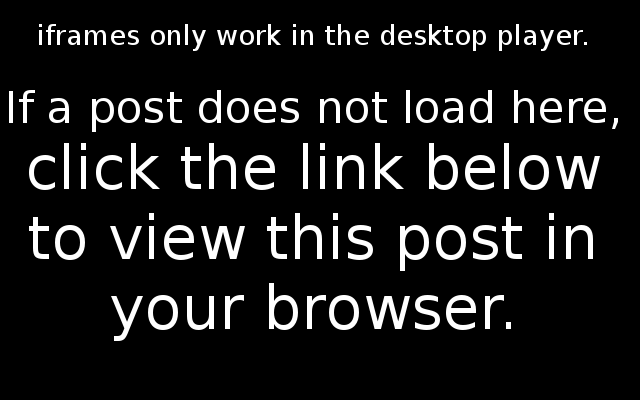 iframes only work in the desktop player.
If a post does not load here,
click the link below
to view this post in
your browser.